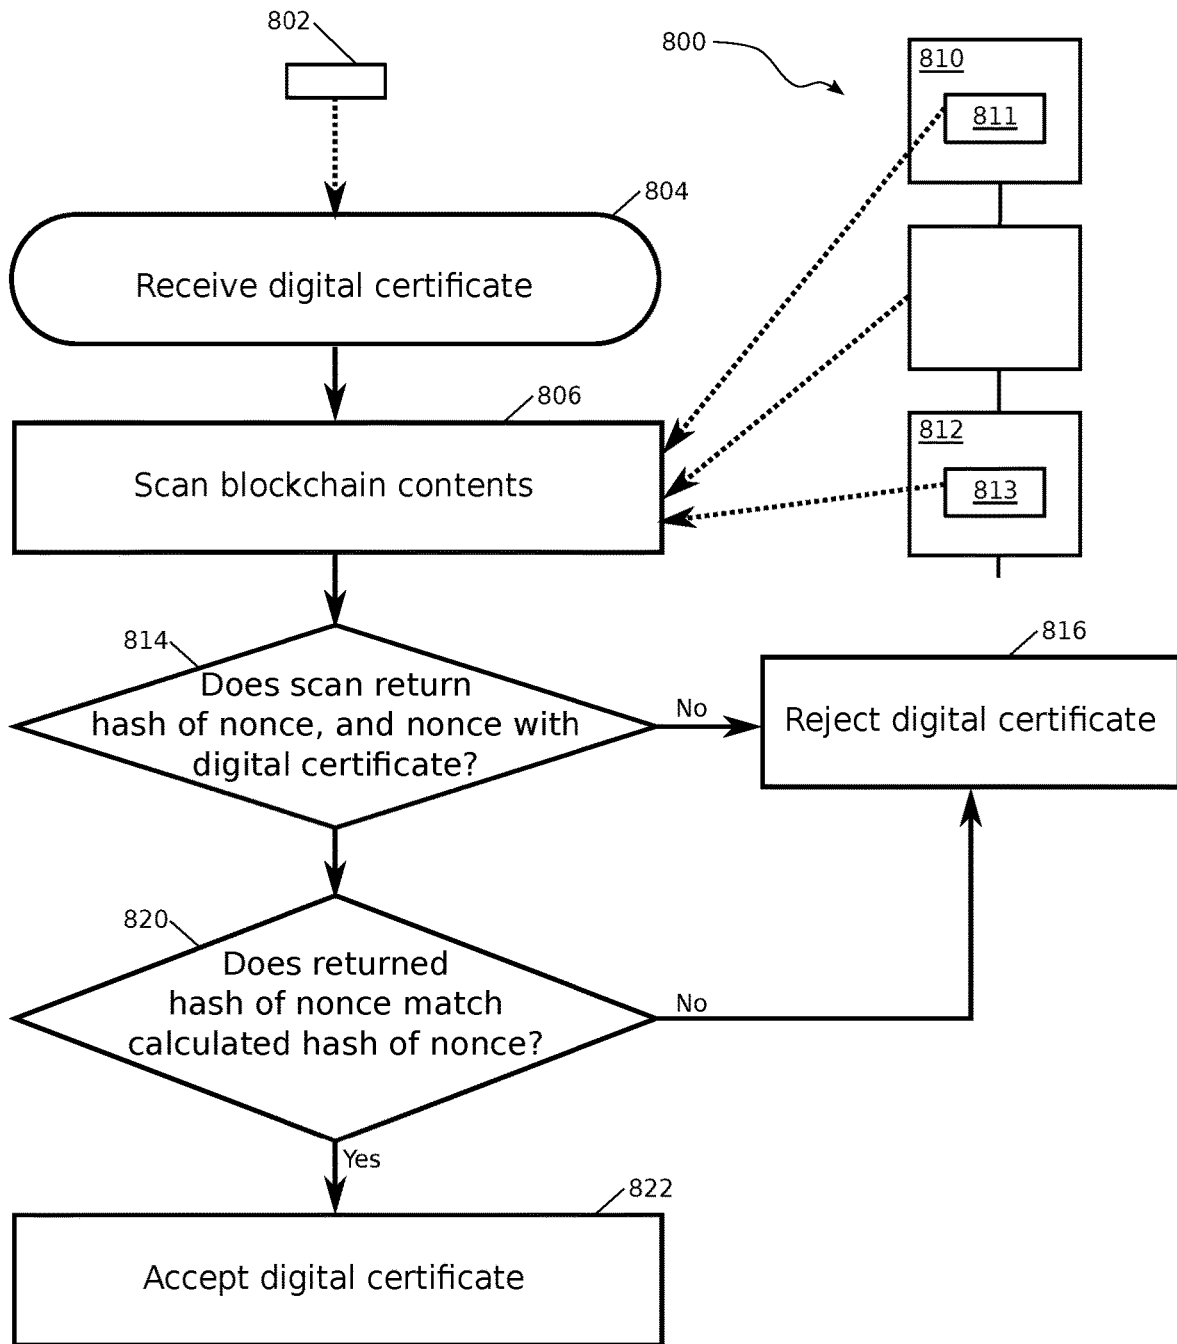 802
800
810
811
804
Receive digital certificate
806
Scan blockchain contents
812
813
814
Does scan return
hash of nonce, and nonce with
digital certificate?
No
816
Reject digital certificate
820
Does returned
hash of nonce match
calculated hash of nonce?
No
Yes
822
Accept digital certificate